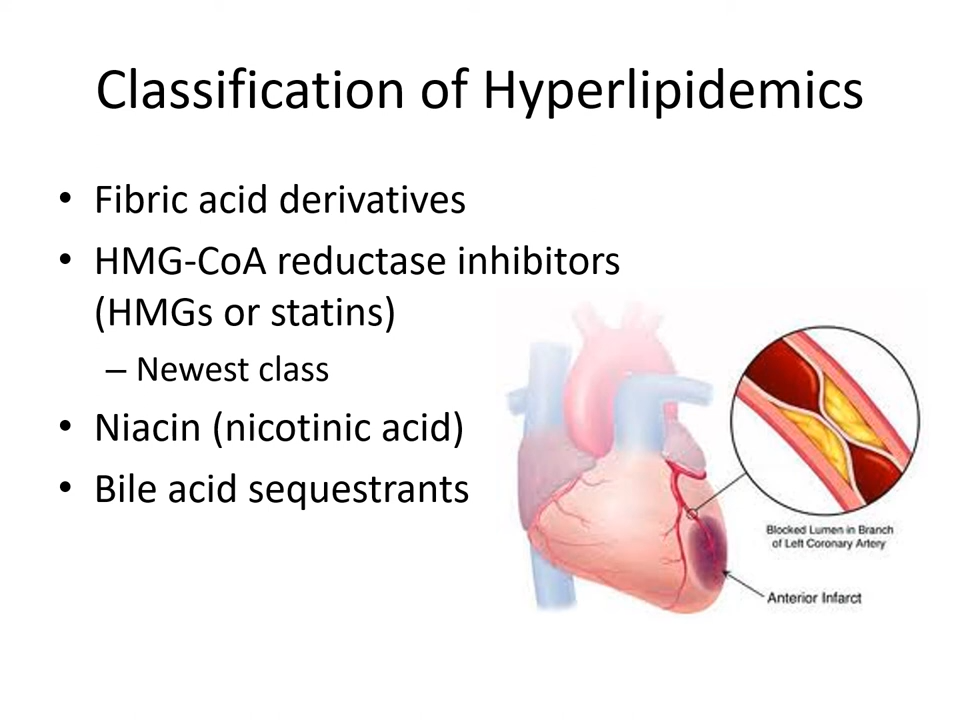 Classification of Hyperlipidemics
• Fibric acid derivatives
• HMG-CoA reductase inhibitors
(HMGs or statins)
– Newest class
• Niacin (nicotinic acid)
• Bile acid sequestrants
Blocked Lumen in Branch
of Left Coronary Artery
Anterior Infarct